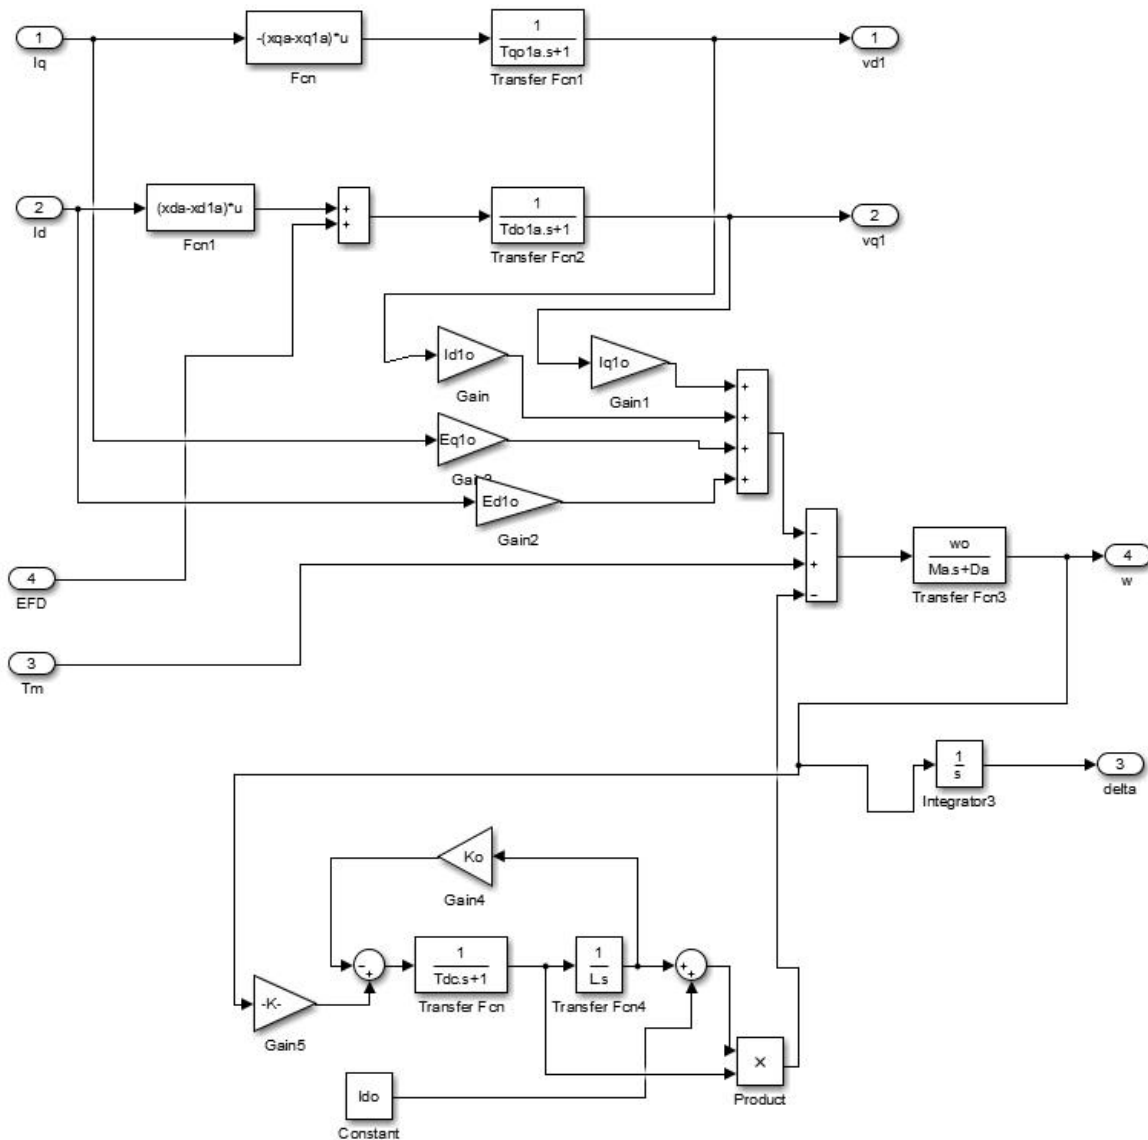 1
Iq
-(xqa-xq1a)*u
Fcn
1
Tqo1a.s+1
Transfer Fcn1
1
vd1
2
Id
(xda-xd1a)*u
Fcn1
+
+
1
Tdo1a.s+1
Transfer Fcn2
2
vq1
Id1o
Gain
Iq1o
Gain1
+
+
+
+
Eq1o
Ed1o
Gain2
4
EFD
3
Tm
−
+
−
wo
Ma.s+Da
Transfer Fcn3
4
w
1
s
Integrator3
3
delta
Ko
Gain4
−
+
1
Tdc.s+1
Transfer Fcn
1
L.s
Transfer Fcn4
+
+
-K-
Gain5
×
Product
Ido
Constant